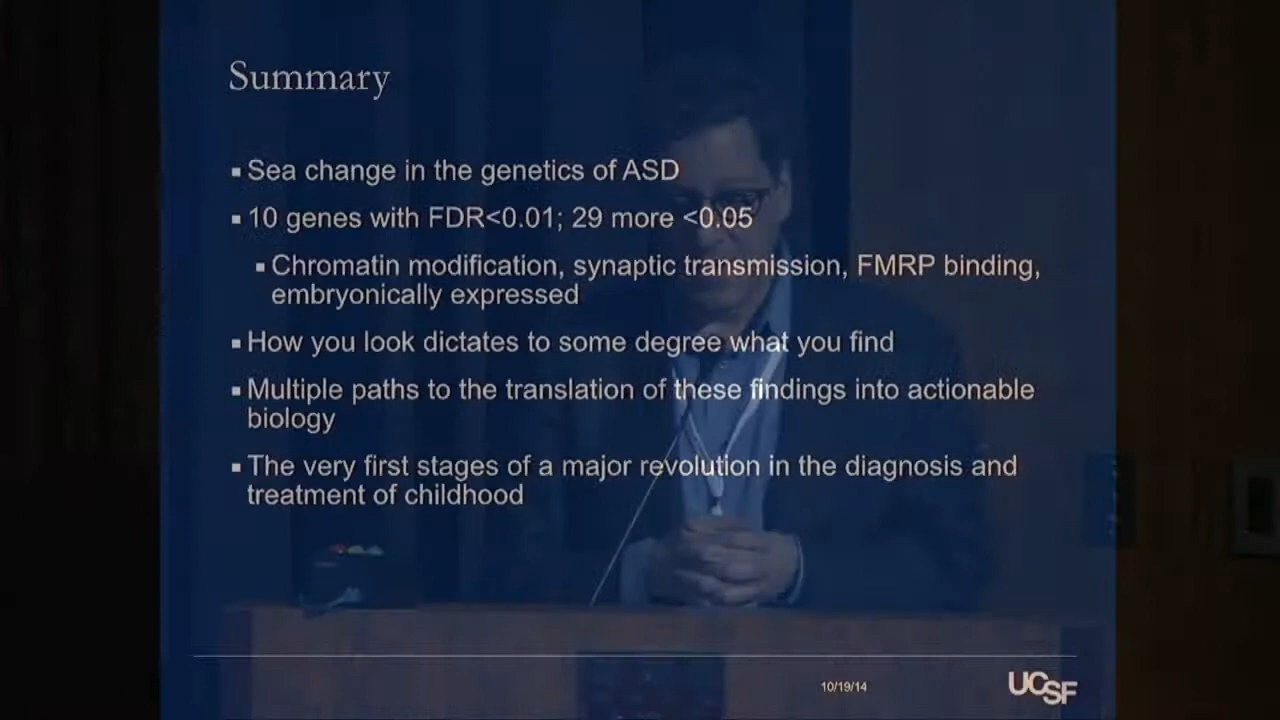 Summary
Sea change in the genetics of ASD
10 genes with FDR<0.01; 29 more <0.05
Chromatin modification, synaptic transmission, FMRP binding,
embryonically expressed
How you look dictates to some degree what you find
Multiple paths to the translation of these findings into actionable
biology
The very first stages of a major revolution in the diagnosis and
treatment of childhood
10/19/14
UCSF